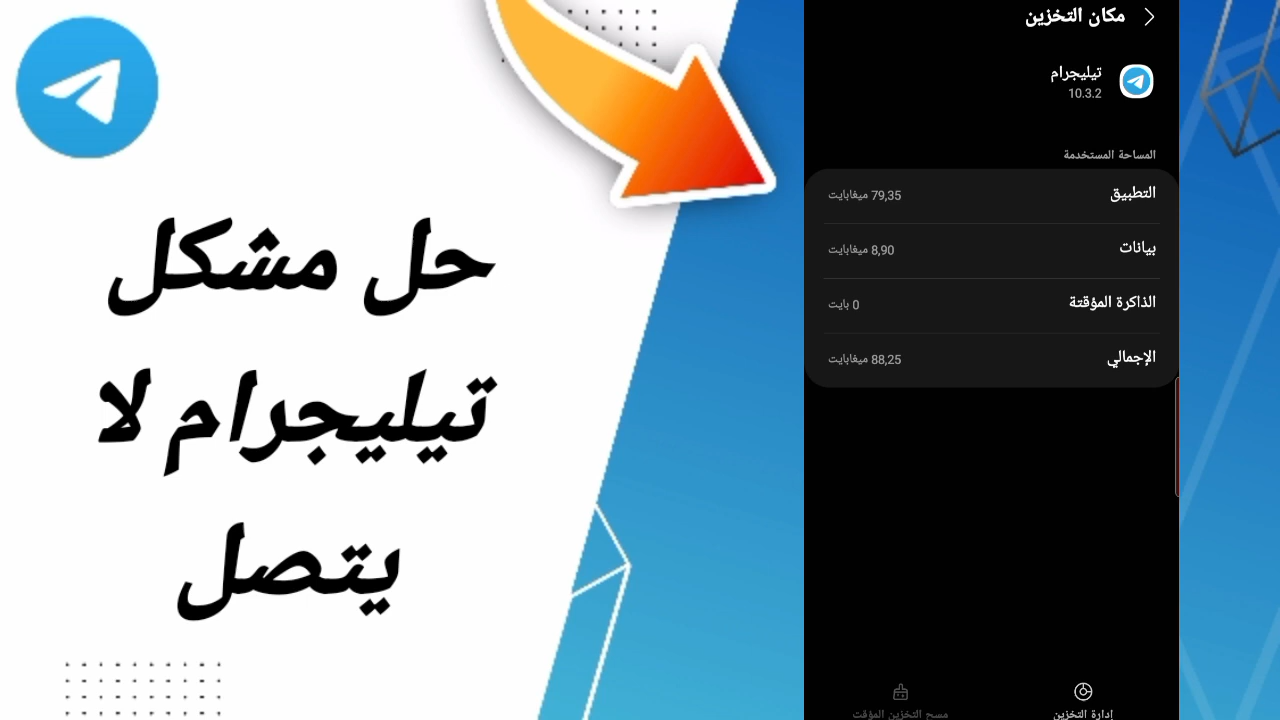 حل مشكل
تيليجرام لا
يتصل
مكان التخزين
تيليجرام
10.3.2
المساحة المستخدمة
التطبيق
79,35 ميغابايت
بيانات
8,90 ميغابايت
الذاكرة المؤقتة
0 بايت
الإجمالي
88,25 ميغابايت
إدارة التخزين
مسح التخزين المؤقت